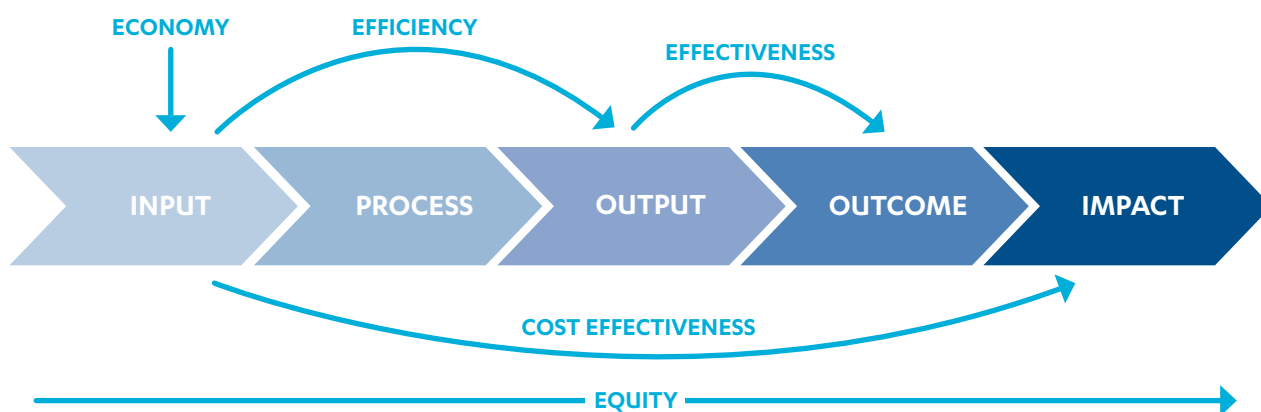 ECONOMY
EFFICIENCY
EFFECTIVENESS
INPUT
PROCESS
OUTPUT
OUTCOME
IMPACT
COST EFFECTIVENESS
EQUITY